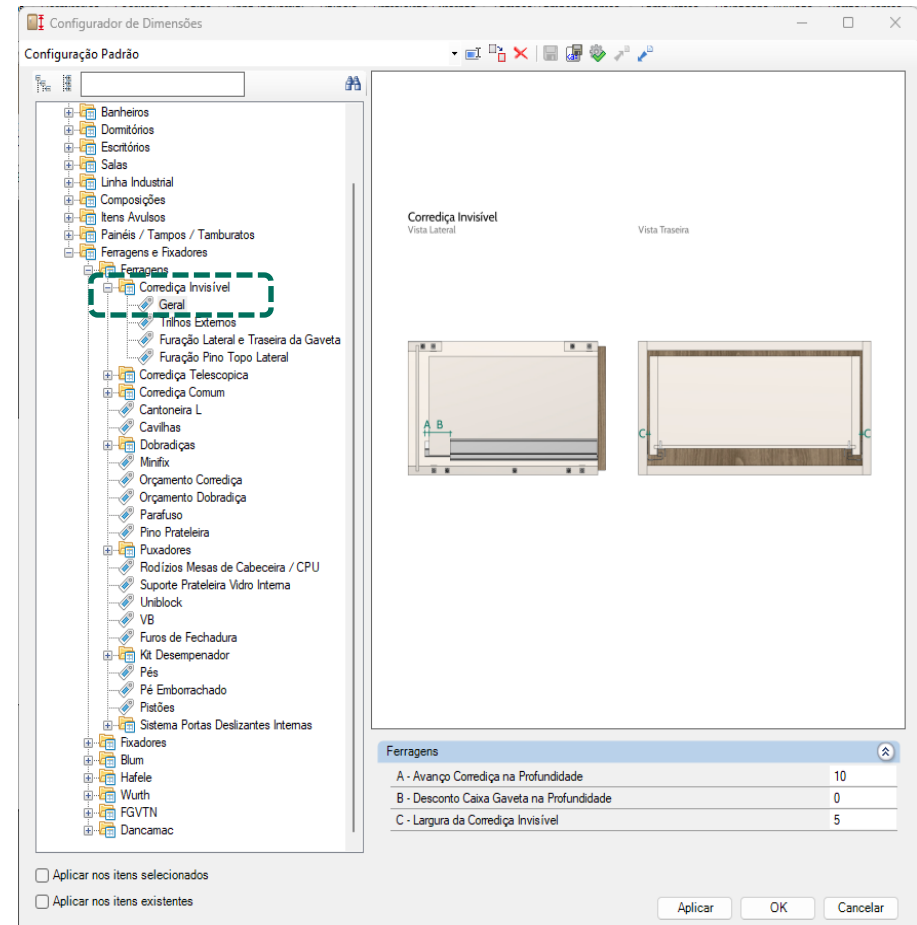 Configurador de Dimensões
Configuração Padrão
Banheiros
Dormitórios
Escritórios
Salas
Linha Industrial
Composições
Itens Avulsos
Painéis / Tampos / Tamburatos
Ferragens e Fixadores
Ferragens
Corrediça Invisível
Geral
Trilhos Externos
Furação Lateral e Traseira da Gaveta
Furação Pino Topo Lateral
Corrediça Telescopica
Corrediça Comum
Cantoneira L
Cavilhas
Dobradiças
Minifix
Orçamento Corrediça
Orçamento Dobradiça
Parafuso
Pino Prateleira
Puxadores
Rodízios Mesas de Cabeceira / CPU
Suporte Prateleira Vidro Interna
Uniblock
VB
Furos de Fechadura
Kit Desempenador
Pés
Pé Emborrachado
Pistões
Sistema Portas Deslizantes Internas
Fixadores
Blum
Hafele
Wurth
FGVTN
Dancamac
Corrediça Invisível
Vista Lateral
Vista Traseira
A B
C
C
Ferragens
A - Avanço Corrediça na Profundidade 10
B - Desconto Caixa Gaveta na Profundidade 0
C - Largura da Corrediça Invisível 5
Aplicar nos itens selecionados
Aplicar nos itens existentes
Aplicar OK Cancelar